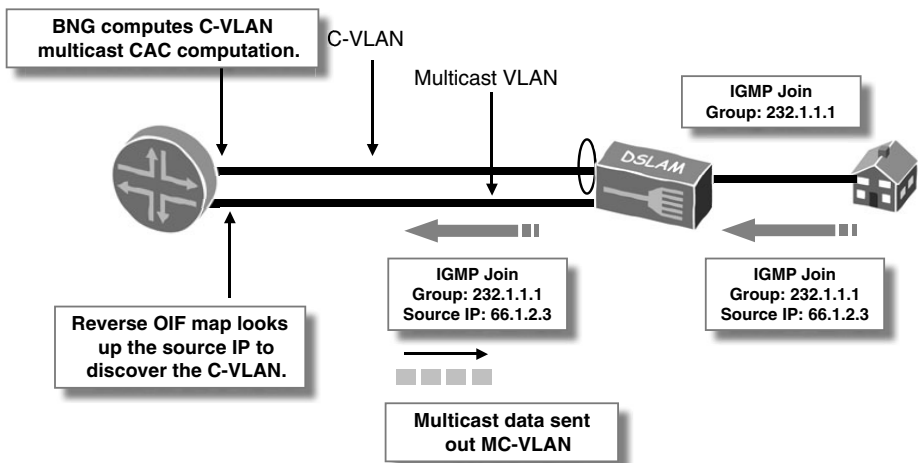 BNG computes C-VLAN
multicast CAC computation.
C-VLAN
Multicast VLAN
IGMP Join
Group: 232.1.1.1
DSLAM
IGMP Join
Group: 232.1.1.1
Source IP: 66.1.2.3
IGMP Join
Group: 232.1.1.1
Source IP: 66.1.2.3
Reverse OIF map looks
up the source IP to
discover the C-VLAN.
Multicast data sent
out MC-VLAN